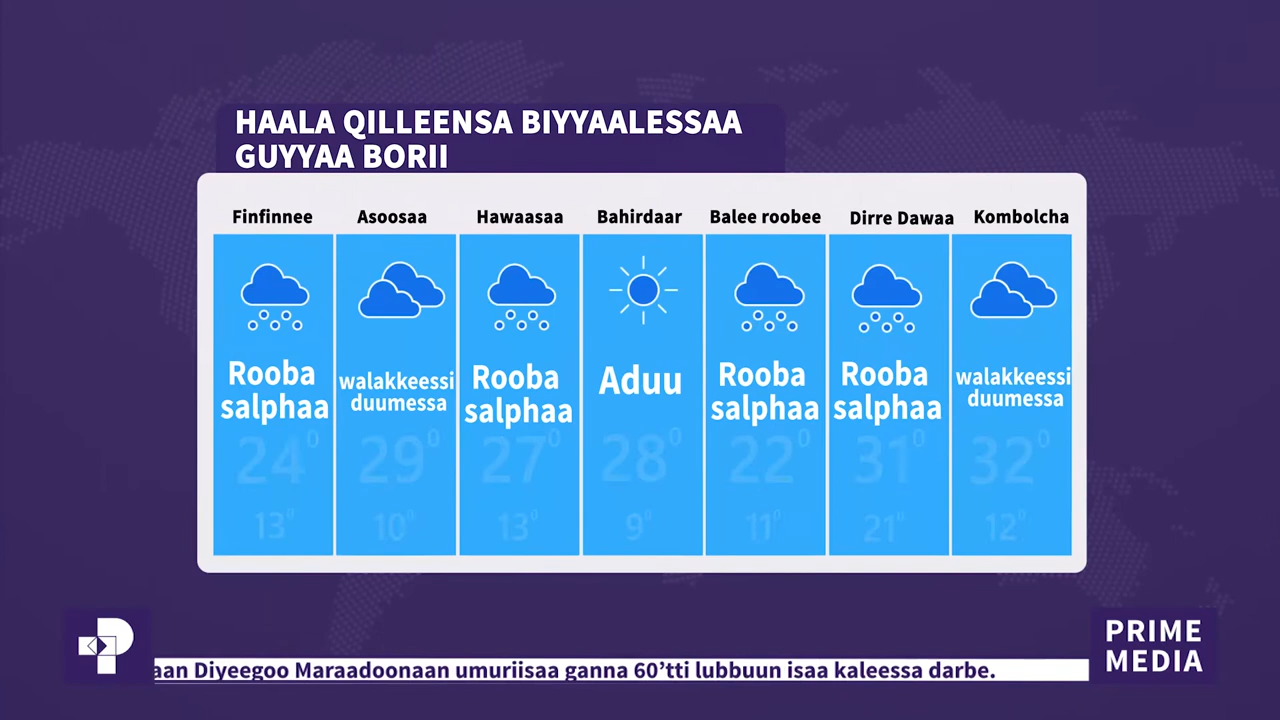 HAALA QILLEENSA BIYYAALESSAA
GUYYAA BORII
Finfinnee Asoosaa Hawaasaa Bahirdaar Balee roobee Dirre Dawaa Kombolcha
Rooba salphaa
walakkeessi duumessa
Rooba salphaa
Aduu
Rooba salphaa
Rooba salphaa
walakkeessi duumessa
24⁰ 29⁰ 27⁰ 28⁰ 22⁰ 31⁰ 32⁰
13⁰ 10⁰ 13⁰ 9⁰ 11⁰ 21⁰ 12⁰
PRIME
MEDIA
aan Diyeegoo Maraadoonaan umuriisaa ganna 60’tti lubbuun isaa kaleessa darbe.